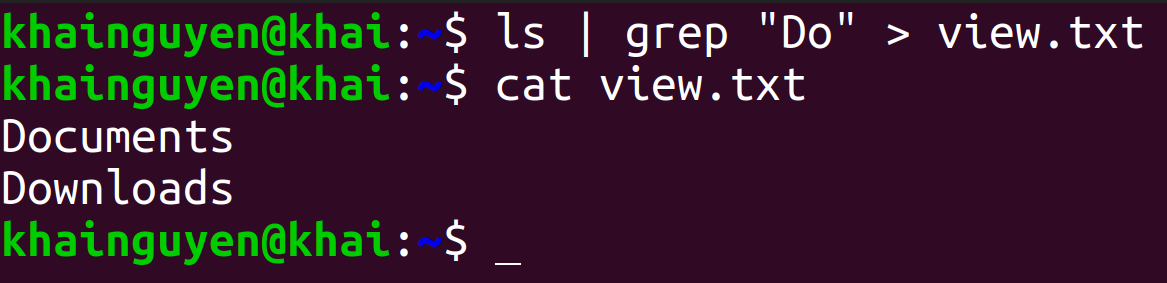 khainguyen@khai:~$ ls | grep "Do" > view.txt
khainguyen@khai:~$ cat view.txt
Documents
Downloads
khainguyen@khai:~$ _